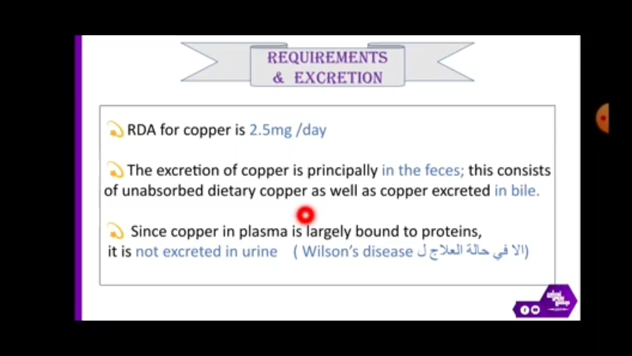 REQUIREMENTS
& EXCRETION
RDA for copper is 2.5mg /day
The excretion of copper is principally in the feces; this consists
of unabsorbed dietary copper as well as copper excreted in bile.
Since copper in plasma is largely bound to proteins,
it is not excreted in urine ( Wilson's disease الا في حالة العلاج ل)